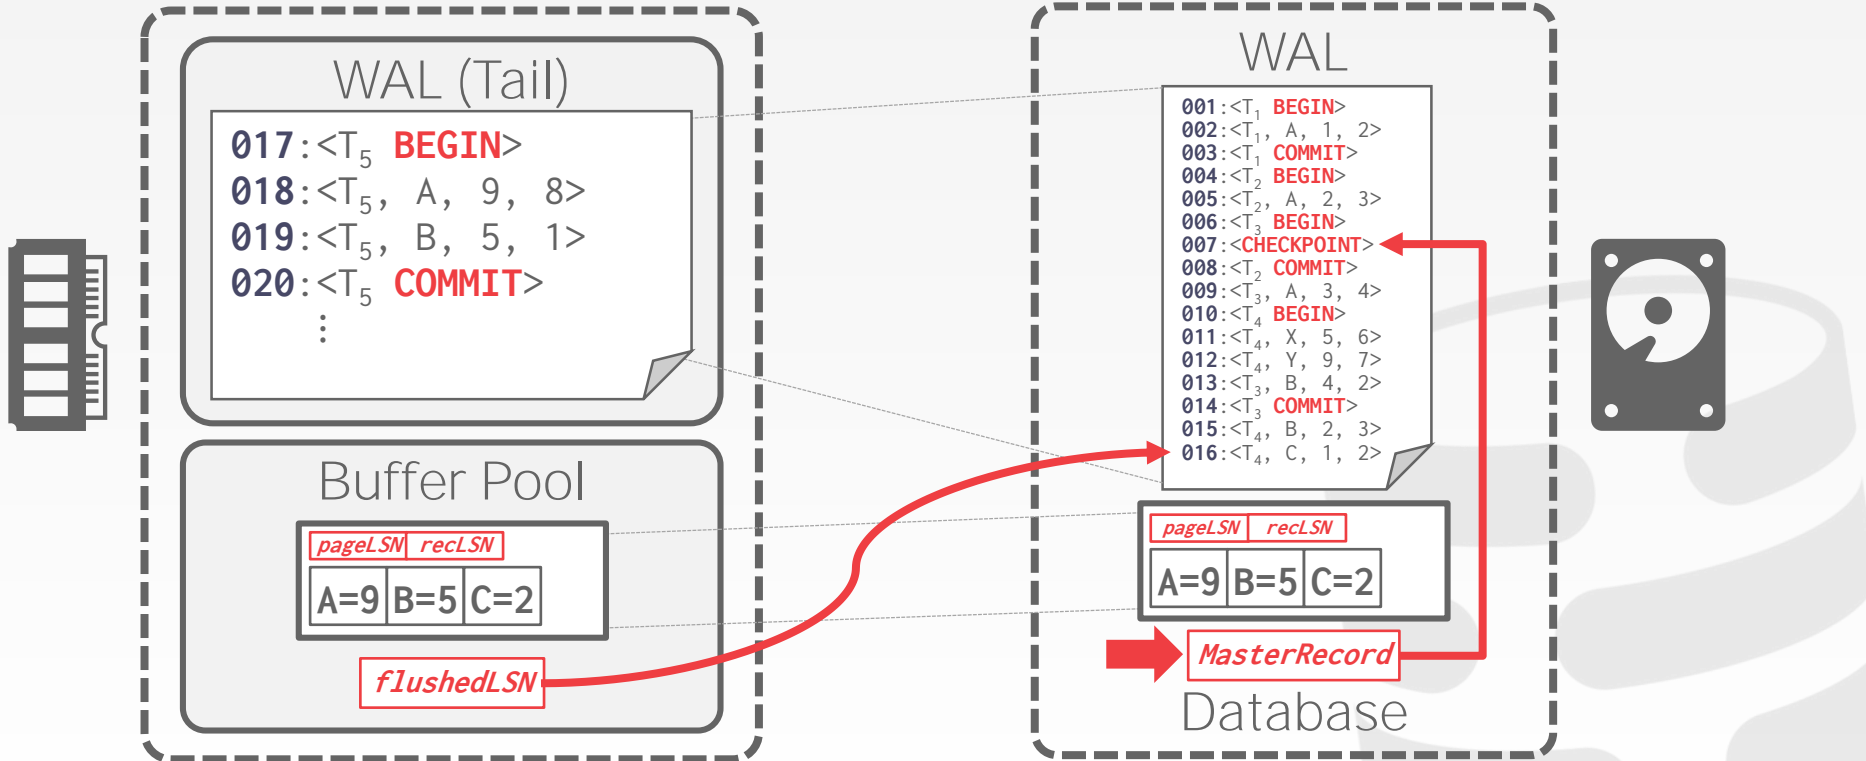 WAL (Tail)
017:<T5 BEGIN>
018:<T5, A, 9, 8>
019:<T5, B, 5, 1>
020:<T5 COMMIT>
⋮
Buffer Pool
pageLSN recLSN
A=9 B=5 C=2
flushedLSN
WAL
001:<T1 BEGIN>
002:<T1, A, 1, 2>
003:<T1 COMMIT>
004:<T2 BEGIN>
005:<T2, A, 2, 3>
006:<T3 BEGIN>
007:<CHECKPOINT>
008:<T2 COMMIT>
009:<T3, A, 3, 4>
010:<T4 BEGIN>
011:<T4, X, 5, 6>
012:<T4, Y, 9, 7>
013:<T3, B, 4, 2>
014:<T3 COMMIT>
015:<T4, B, 2, 3>
016:<T4, C, 1, 2>
pageLSN recLSN
A=9 B=5 C=2
MasterRecord
Database